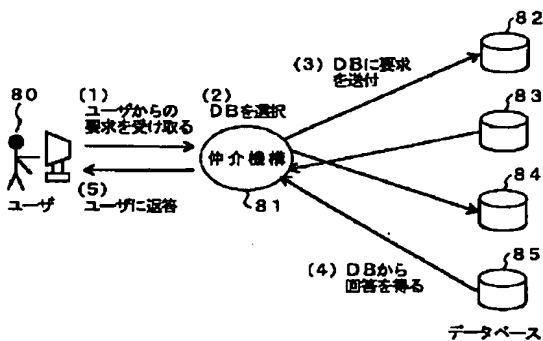 80
(1)
ユーザからの
要求を受け取る
(2)
DBを選択
(3) DBに要求
を送付
82
83
仲介機構
81
84
(5)
ユーザに返答
ユーザ
(4) DBから
回答を得る
85
データベース